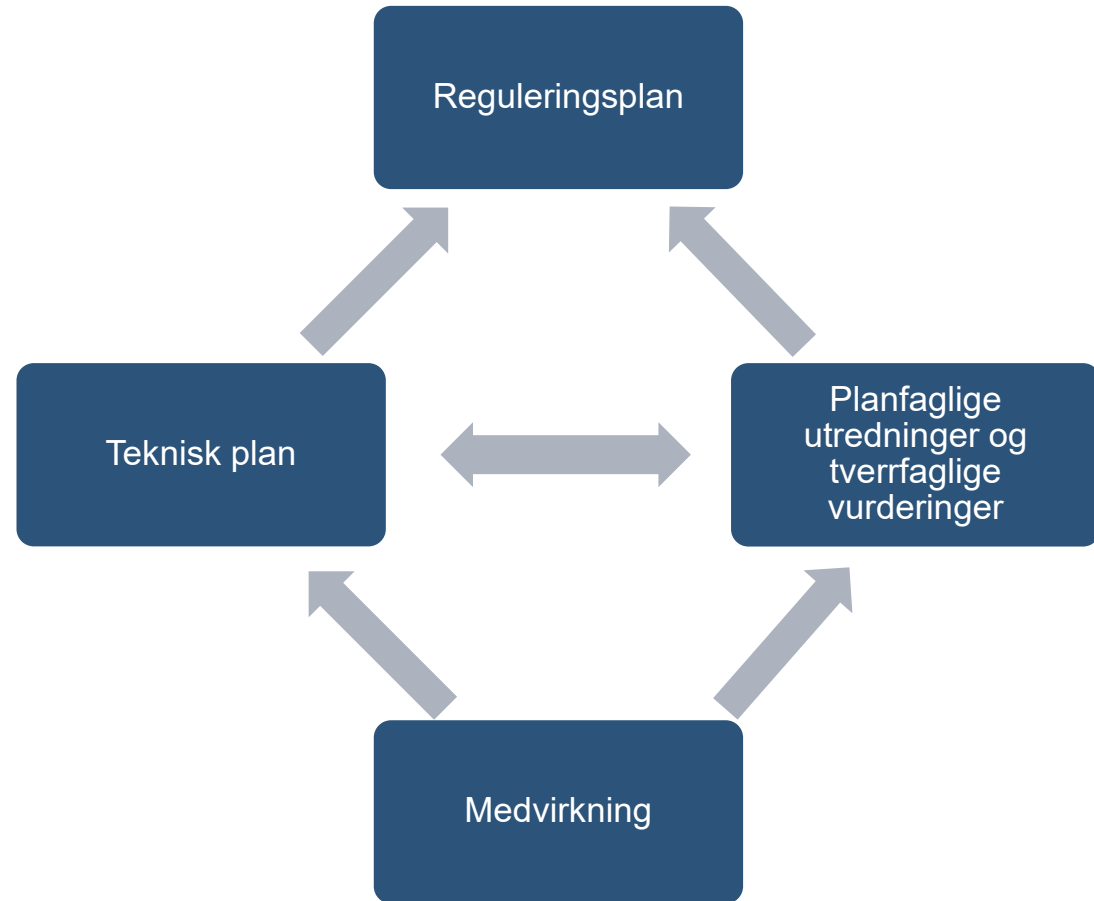 Reguleringsplan
Teknisk plan
Planfaglige
utredninger og
tverrfaglige
vurderinger
Medvirkning